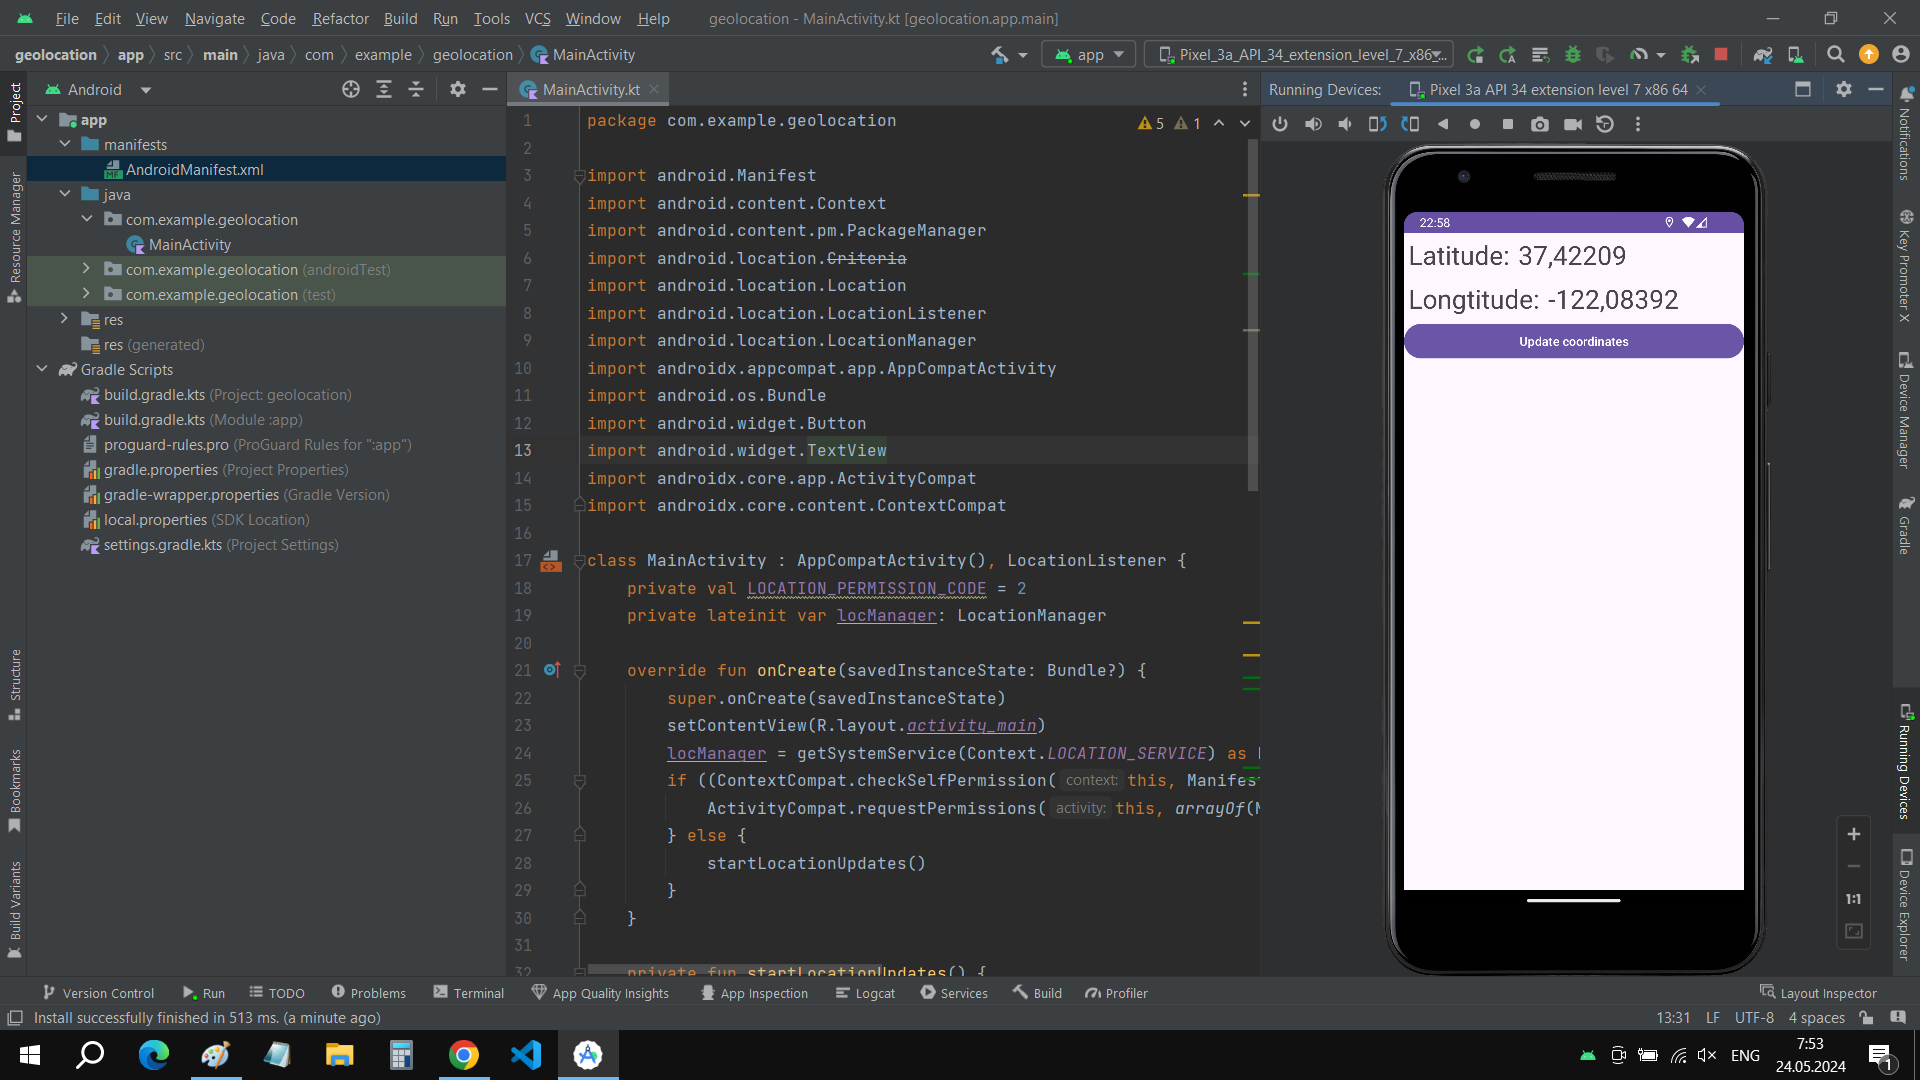 File Edit View Navigate Code Refactor Build Run Tools VCS Window Help geolocation - MainActivity.kt [geolocation.app.main]
geolocation app src main java com example geolocation MainActivity app Pixel_3a_API_34_extension_level_7_x86...
Android MainActivity.kt Running Devices: Pixel 3a API 34 extension level 7 x86 64
Project
Resource Manager
Structure
Bookmarks
Build Variants
app
manifests
AndroidManifest.xml
java
com.example.geolocation
MainActivity
com.example.geolocation (androidTest)
com.example.geolocation (test)
res
res (generated)
Gradle Scripts
build.gradle.kts (Project: geolocation)
build.gradle.kts (Module :app)
proguard-rules.pro (ProGuard Rules for ":app")
gradle.properties (Project Properties)
gradle-wrapper.properties (Gradle Version)
local.properties (SDK Location)
settings.gradle.kts (Project Settings)
5 1
1 package com.example.geolocation
2
3 import android.Manifest
4 import android.content.Context
5 import android.content.pm.PackageManager
6 import android.location.Criteria
7 import android.location.Location
8 import android.location.LocationListener
9 import android.location.LocationManager
10 import androidx.appcompat.app.AppCompatActivity
11 import android.os.Bundle
12 import android.widget.Button
13 import android.widget.TextView
14 import androidx.core.app.ActivityCompat
15 import androidx.core.content.ContextCompat
16
17 class MainActivity : AppCompatActivity(), LocationListener {
18 private val LOCATION_PERMISSION_CODE = 2
19 private lateinit var locManager: LocationManager
20
21 override fun onCreate(savedInstanceState: Bundle?) {
22 super.onCreate(savedInstanceState)
23 setContentView(R.layout.activity_main)
24 locManager = getSystemService(Context.LOCATION_SERVICE) as
25 if ((ContextCompat.checkSelfPermission( context: this, Manifes
26 ActivityCompat.requestPermissions( activity: this, arrayOf(
27 } else {
28 startLocationUpdates()
29 }
30 }
31
32 private fun startLocationUpdates() {
22:58
Latitude: 37,42209
Longtitude: -122,08392
Update coordinates
1:1
Notifications
Key Promoter X
Device Manager
Gradle
Running Devices
Device Explorer
Version Control Run TODO Problems Terminal App Quality Insights App Inspection Logcat Services Build Profiler Layout Inspector
Install successfully finished in 513 ms. (a minute ago) 13:31 LF UTF-8 4 spaces
ENG 7:53
24.05.2024
1